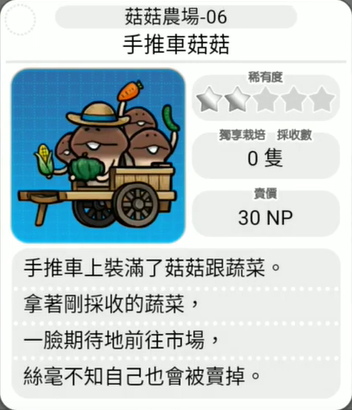 菇菇農場-06
手推車菇菇
稀有度
獨享栽培 採收數
0 隻
賣價
30 NP
手推車上裝滿了菇菇跟蔬菜。
拿著剛採收的蔬菜，
一臉期待地前往市場，
絲毫不知自己也會被賣掉。